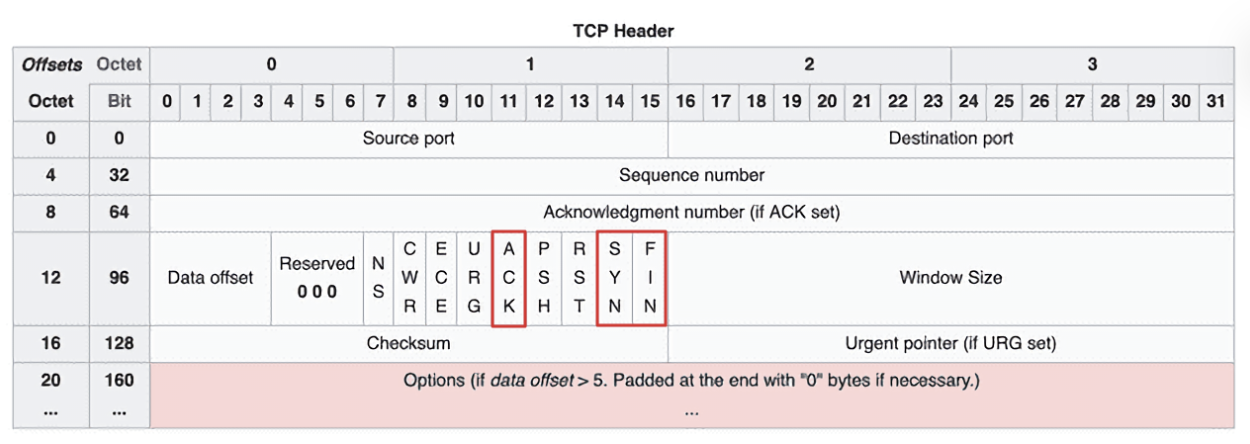 TCP Header
Offsets Octet 0 1 2 3
Octet Bit 0 1 2 3 4 5 6 7 8 9 10 11 12 13 14 15 16 17 18 19 20 21 22 23 24 25 26 27 28 29 30 31
0 0 Source port Destination port
4 32 Sequence number
8 64 Acknowledgment number (if ACK set)
12 96 Data offset Reserved 0 0 0 NS CWR ECE URG ACK PSH RST SYN FIN Window Size
16 128 Checksum Urgent pointer (if URG set)
20 160 Options (if data offset > 5. Padded at the end with "0" bytes if necessary.)
... ... ...